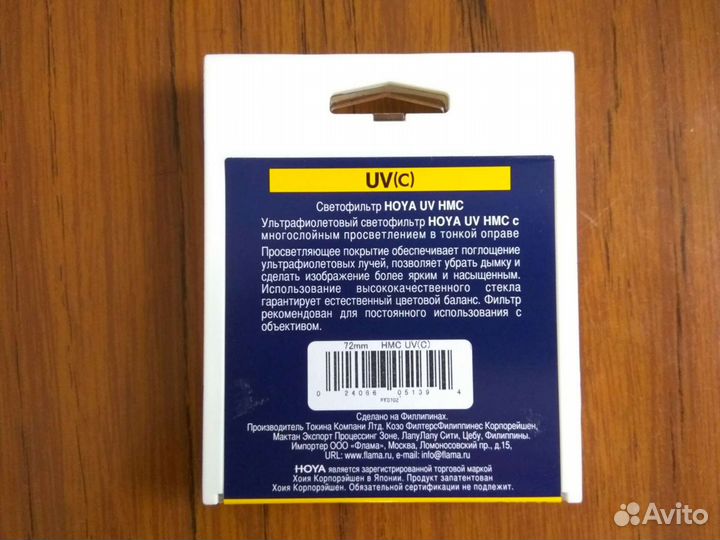 UV(C)
Светофильтр HOYA UV HMC
Ультрафиолетовый светофильтр HOYA UV HMC с
многослойным просветлением в тонкой оправе
Просветляющее покрытие обеспечивает поглощение
ультрафиолетовых лучей, позволяет убрать дымку и
сделать изображение более ярким и насыщенным.
Использование высококачественного стекла
гарантирует естественный цветовой баланс. Фильтр
рекомендован для постоянного использования с
объективом.
72mm HMC UV(C)
0 24066 05109 4
Сделано на Филлипинах.
Производитель Токина Компани Лтд. Козо ФилтерсФилиппинес Корпорейшен,
Мактан Экспорт Процессинг Зоне, ЛапуЛапу Сити, Цебу, Филиппины.
Импортер ООО «Флама», Москва, Ломоносовский пр., д.15,
URL: www.flama.ru, e-mail: info@flama.ru
HOYA является зарегистрированной торговой маркой
Хоия Корпорэйшен в Японии. Продукт запатентован
Хоия Корпорэйшен. Обязательной сертификации не подлежит.
Avito